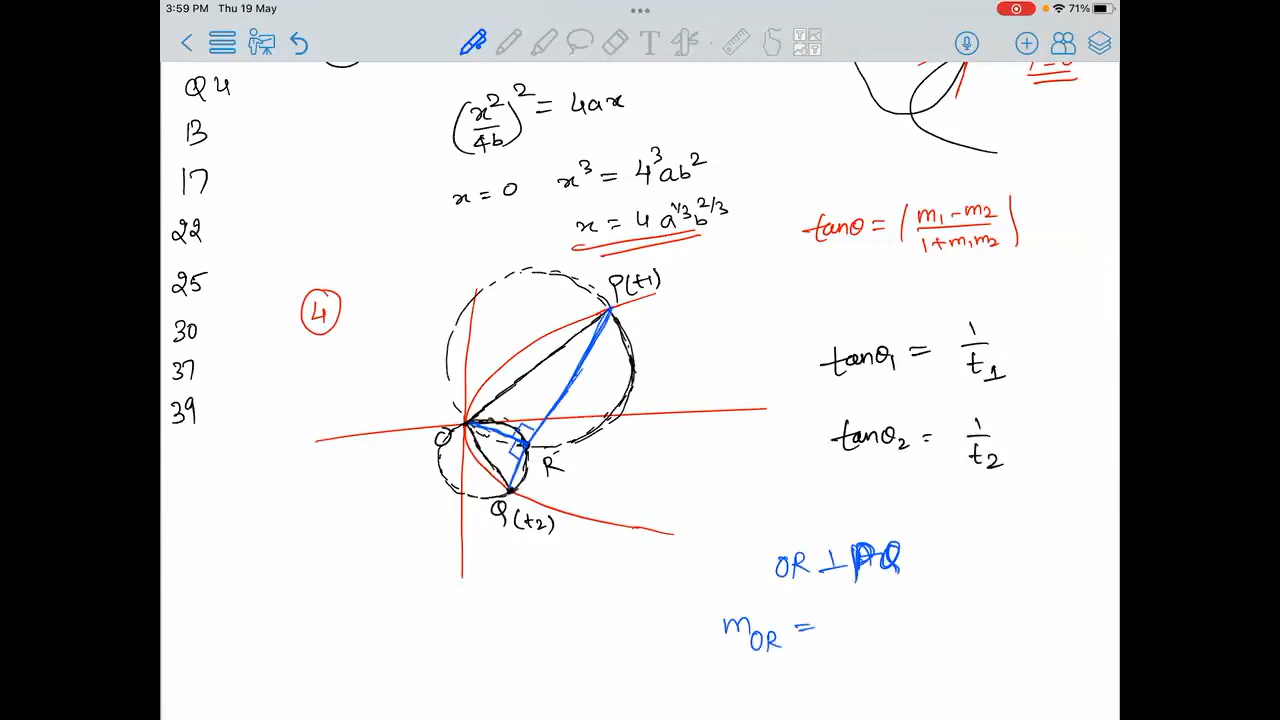 3:59 PM Thu 19 May
71%
Q4
13
17
22
25
30
37
39
(x²/4b)² = 4ax
x = 0 x³ = 4³ab²
x = 4 a^1/3 b^2/3
tanθ = (m₁-m₂/1+m₁m₂)
4
P(t1)
O
R
Q(t2)
tanθ₁ = 1/t₁
tanθ₂ = 1/t₂
OR ⊥ PQ
mOR =